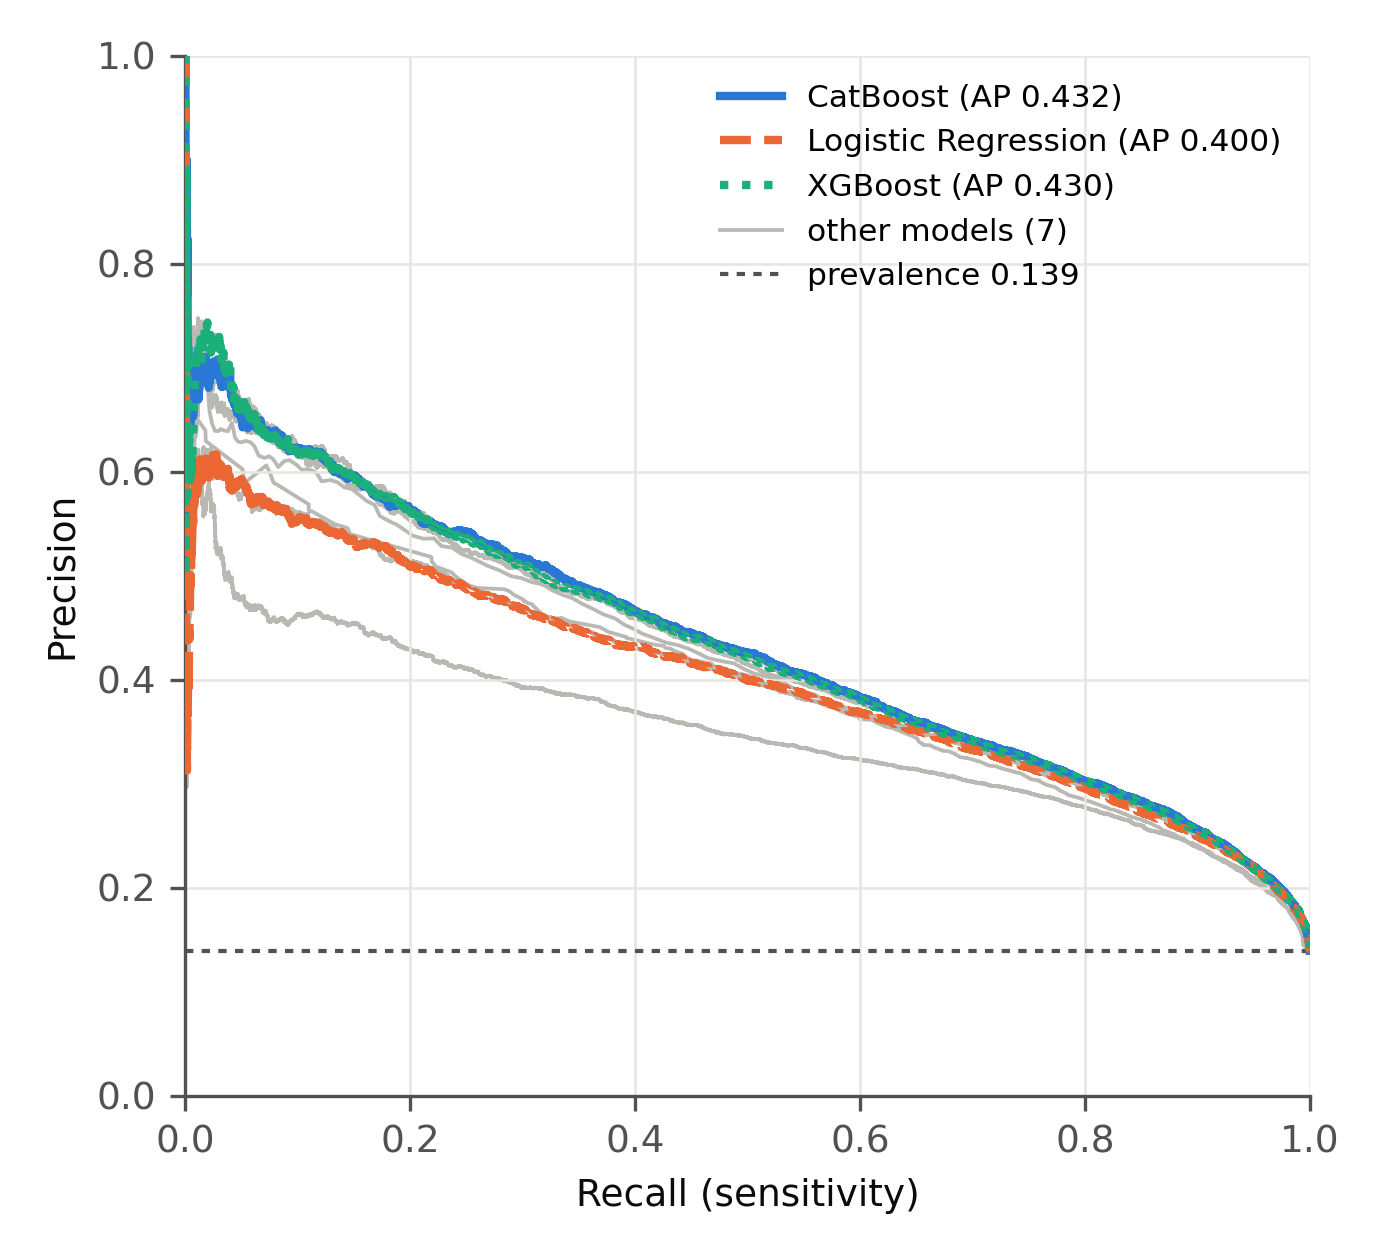 1.0
0.8
0.6
0.4
0.2
0.0
Precision
CatBoost (AP 0.432)
Logistic Regression (AP 0.400)
XGBoost (AP 0.430)
other models (7)
prevalence 0.139
0.0 0.2 0.4 0.6 0.8 1.0
Recall (sensitivity)